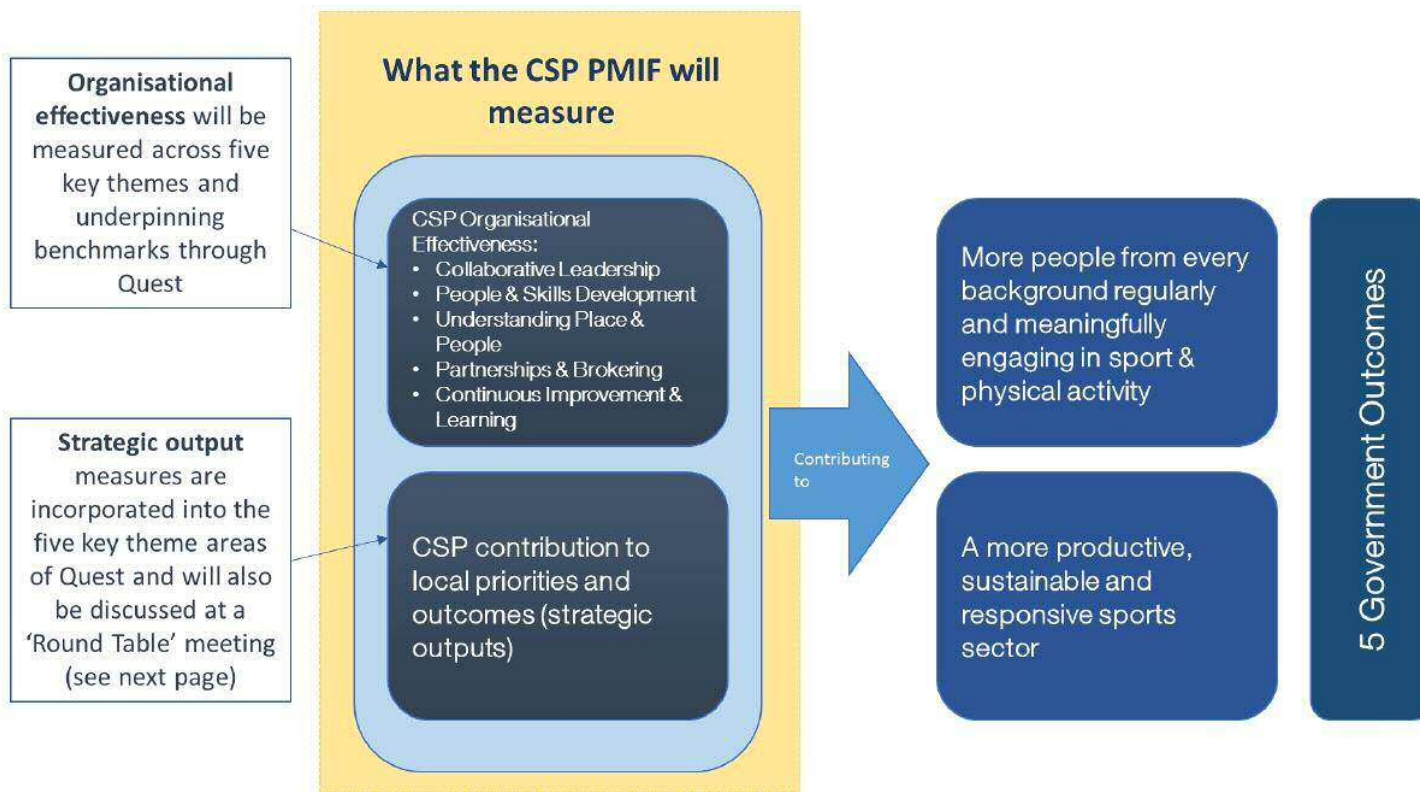 Organisational
effectiveness will be
measured across five
key themes and
underpinning
benchmarks through
Quest
Strategic output
measures are
incorporated into the
five key theme areas
of Quest and will also
be discussed at a
‘Round Table’ meeting
(see next page)
What the CSP PMIF will
measure
CSP Organisational
Effectiveness:
• Collaborative Leadership
• People & Skills Development
• Understanding Place &
People
• Partnerships & Brokering
• Continuous Improvement &
Learning
CSP contribution to
local priorities and
outcomes (strategic
outputs)
Contributing
to
More people from every
background regularly
and meaningfully
engaging in sport &
physical activity
A more productive,
sustainable and
responsive sports
sector
5 Government Outcomes